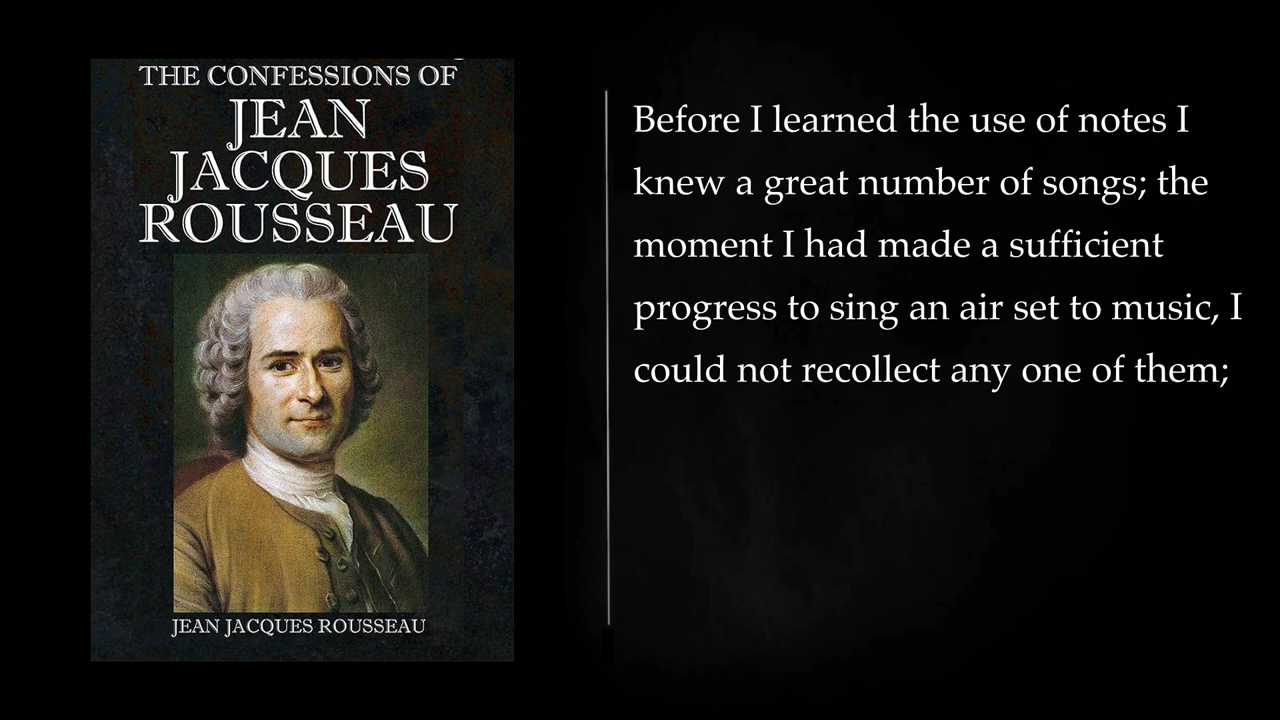 THE CONFESSIONS OF
JEAN
JACQUES
ROUSSEAU
JEAN JACQUES ROUSSEAU
Before I learned the use of notes I
knew a great number of songs; the
moment I had made a sufficient
progress to sing an air set to music, I
could not recollect any one of them;